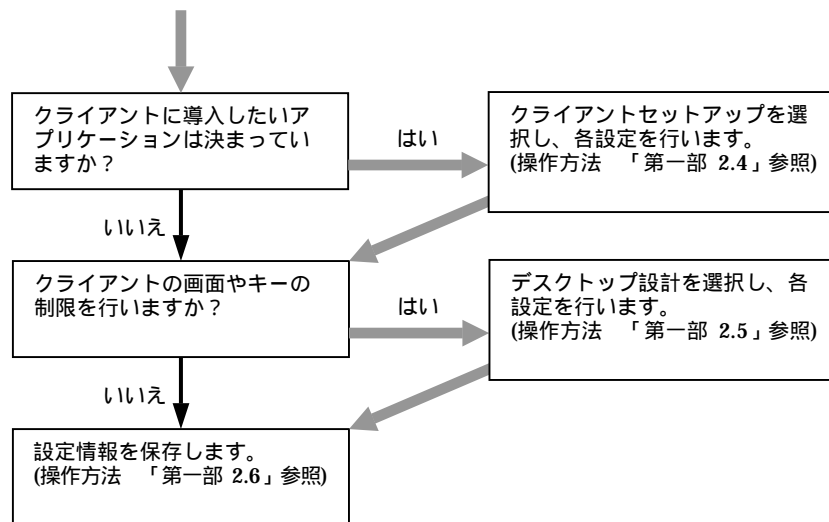 クライアントに導入したいア
プリケーションは決まってい
ますか？
はい
クライアントセットアップを選
択し、各設定を行います。
(操作方法　「第一部 2.4」参照)
いいえ
クライアントの画面やキーの
制限を行いますか？
はい
デスクトップ設計を選択し、各
設定を行います。
(操作方法　「第一部 2.5」参照)
いいえ
設定情報を保存します。
(操作方法　「第一部 2.6」参照)